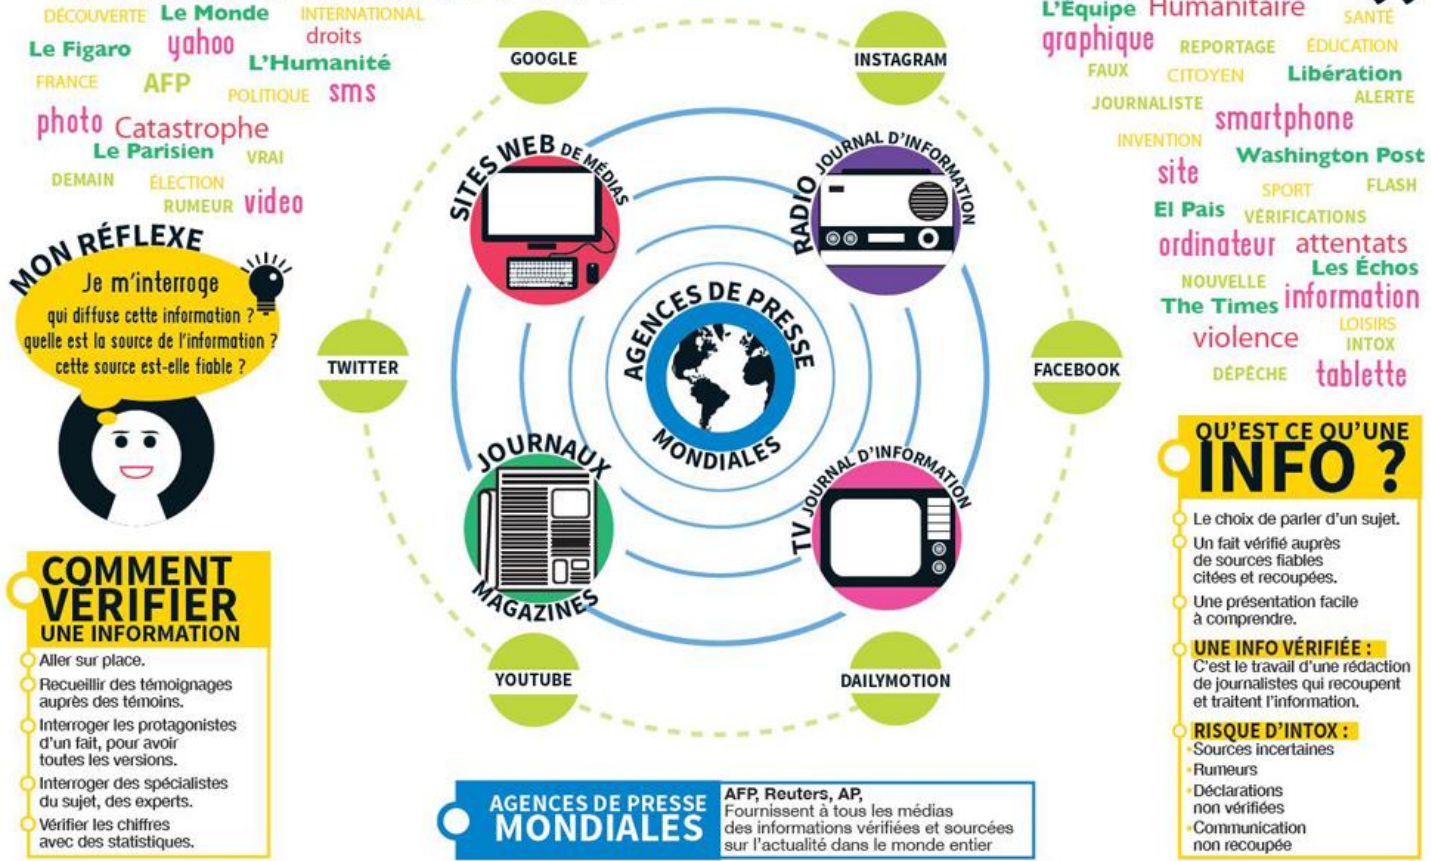 DÉCOUVERTE Le Monde INTERNATIONAL
Le Figaro yahoo droits
L'Humanité
FRANCE AFP POLITIQUE sms
photo Catastrophe
Le Parisien VRAI
DEMAIN ÉLECTION
RUMEUR video
MON RÉFLEXE
Je m'interroge
qui diffuse cette information ?
quelle est la source de l'information ?
cette source est-elle fiable ?
COMMENT
VERIFIER
UNE INFORMATION
Aller sur place.
Recueillir des témoignages
auprès des témoins.
Interroger les protagonistes
d'un fait, pour avoir
toutes les versions.
Interroger des spécialistes
du sujet, des experts.
Vérifier les chiffres
avec des statistiques.
GOOGLE
INSTAGRAM
SITES WEB DE MÉDIAS
RADIO JOURNAL D'INFORMATION
TWITTER
AGENCES DE PRESSE
MONDIALES
FACEBOOK
JOURNAUX
MAGAZINES
TV JOURNAL D'INFORMATION
YOUTUBE
DAILYMOTION
AGENCES DE PRESSE
MONDIALES
AFP, Reuters, AP,
Fournissent à tous les médias
des informations vérifiées et sourcées
sur l'actualité dans le monde entier
L'Équipe Humanitaire SANTÉ
graphique REPORTAGE ÉDUCATION
FAUX CITOYEN Libération
JOURNALISTE ALERTE
smartphone
INVENTION Washington Post
site SPORT FLASH
El Pais VÉRIFICATIONS
ordinateur attentats
NOUVELLE Les Échos
The Times information
violence LOISIRS
INTOX
DÉPÊCHE tablette
QU'EST CE QU'UNE
INFO ?
Le choix de parler d'un sujet.
Un fait vérifié auprès
de sources fiables
citées et recoupées.
Une présentation facile
à comprendre.
UNE INFO VÉRIFIÉE :
C'est le travail d'une rédaction
de journalistes qui recoupent
et traitent l'information.
RISQUE D'INTOX :
Sources incertaines
Rumeurs
Déclarations
non vérifiées
Communication
non recoupée